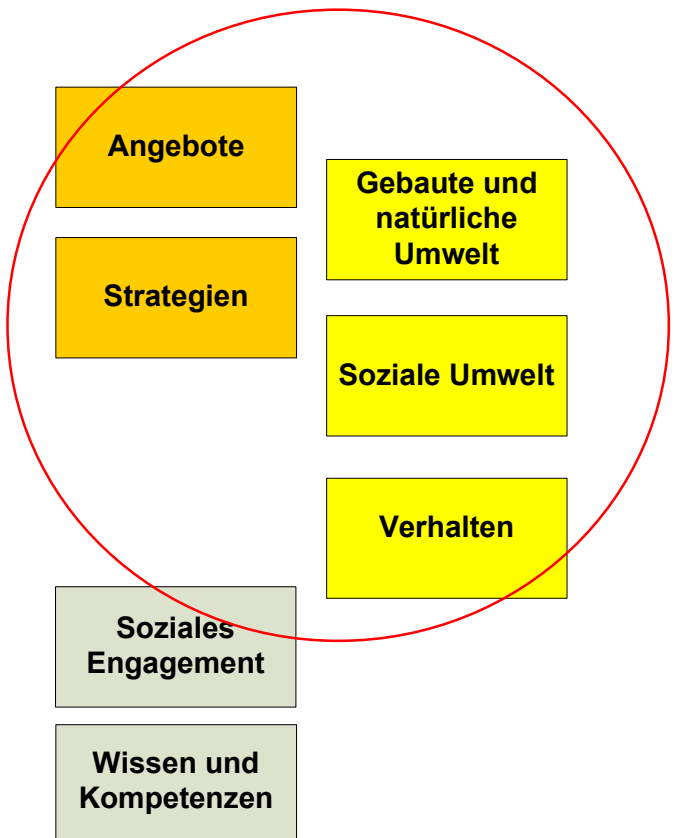 Angebote
Gebaute und
natürliche
Umwelt
Strategien
Soziale Umwelt
Verhalten
Soziales
Engagement
Wissen und
Kompetenzen